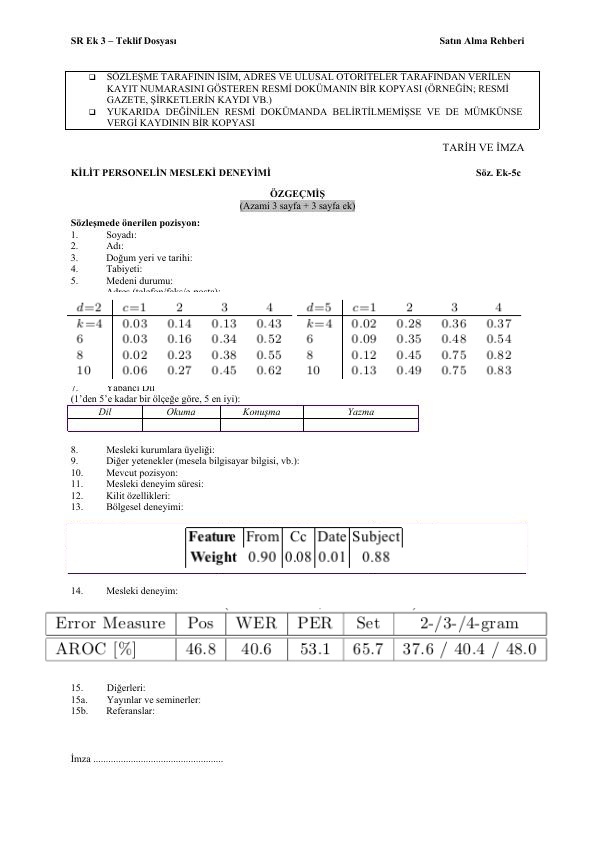 SR Ek 3 – Teklif Dosyası Satın Alma Rehberi
❑ SÖZLEŞME TARAFININ İSİM, ADRES VE ULUSAL OTORİTELER TARAFINDAN VERİLEN
KAYIT NUMARASINI GÖSTEREN RESMİ DOKÜMANIN BİR KOPYASI (ÖRNEĞİN; RESMİ
GAZETE, ŞİRKETLERİN KAYDI VB.)
❑ YUKARIDA DEĞİNİLEN RESMİ DOKÜMANDA BELİRTİLMEMİŞSE VE DE MÜMKÜNSE
VERGİ KAYDININ BİR KOPYASI
TARİH VE İMZA
KİLİT PERSONELİN MESLEKİ DENEYİMİ Söz. Ek-5c
ÖZGEÇMİŞ
(Azami 3 sayfa + 3 sayfa ek)
Sözleşmede önerilen pozisyon:
1. Soyadı:
2. Adı:
3. Doğum yeri ve tarihi:
4. Tabiyeti:
5. Medeni durumu:
d=2 c=1 2 3 4 d=5 c=1 2 3 4
k=4 0.03 0.14 0.13 0.43 k=4 0.02 0.28 0.36 0.37
6 0.03 0.16 0.34 0.52 6 0.09 0.35 0.48 0.54
8 0.02 0.23 0.38 0.55 8 0.12 0.45 0.75 0.82
10 0.06 0.27 0.45 0.62 10 0.13 0.49 0.75 0.83
7. Yabancı Dil
(1’den 5’e kadar bir ölçeğe göre, 5 en iyi):
Dil Okuma Konuşma Yazma
8. Mesleki kurumlara üyeliği:
9. Diğer yetenekler (mesela bilgisayar bilgisi, vb.):
10. Mevcut pozisyon:
11. Mesleki deneyim süresi:
12. Kilit özellikleri:
13. Bölgesel deneyimi:
Feature From Cc Date Subject
Weight 0.90 0.08 0.01 0.88
14. Mesleki deneyim:
Error Measure Pos WER PER Set 2-/3-/4-gram
AROC [%] 46.8 40.6 53.1 65.7 37.6 / 40.4 / 48.0
15. Diğerleri:
15a. Yayınlar ve seminerler:
15b. Referanslar:
İmza ....................................................